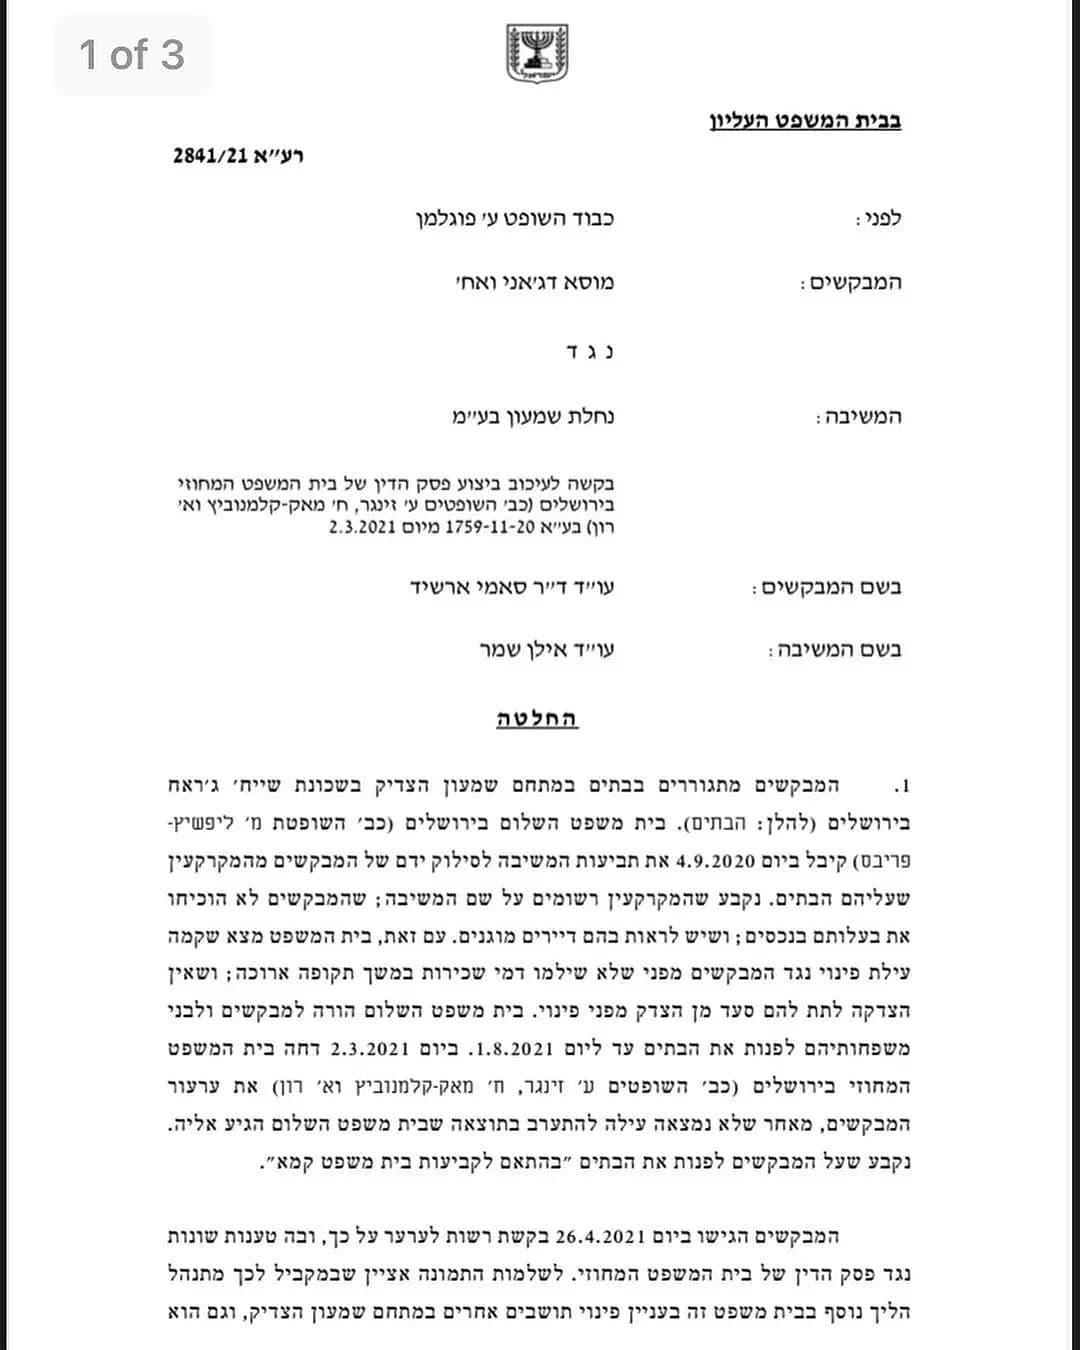 1 of 3
ישראל
בבית המשפט העליון
רע״א 2841/21
לפני: כבוד השופט ע׳ פוגלמן
המבקשים: מוסא דג׳אני ואח׳
נ ג ד
המשיבה: נחלת שמעון בע״מ
בקשה לעיכוב ביצוע פסק הדין של בית המשפט המחוזי
בירושלים (כב׳ השופטים ע׳ זינגר, ח׳ מאק-קלמנוביץ וא׳
רון) בע״א 1759-11-20 מיום 2.3.2021
בשם המבקשים: עו״ד ד״ר סאמי ארשיד
בשם המשיבה: עו״ד אילן שמר
החלטה
1. המבקשים מתגוררים בבתים במתחם שמעון הצדיק בשכונת שייח׳ ג׳ראח
בירושלים (להלן: הבתים). בית משפט השלום בירושלים (כב׳ השופטת מ׳ ליפשיץ-
פריבס) קיבל ביום 4.9.2020 את תביעות המשיבה לסילוק ידם של המבקשים מהמקרקעין
שעליהם הבתים. נקבע שהמקרקעין רשומים על שם המשיבה; שהמבקשים לא הוכיחו
את בעלותם בנכסים; ושיש לראות בהם דיירים מוגנים. עם זאת, בית המשפט מצא שקמה
עילת פינוי נגד המבקשים מפני שלא שילמו דמי שכירות במשך תקופה ארוכה; ושאין
הצדקה לתת להם סעד מן הצדק מפני פינוי. בית משפט השלום הורה למבקשים ולבני
משפחותיהם לפנות את הבתים עד ליום 1.8.2021. ביום 2.3.2021 דחה בית המשפט
המחוזי בירושלים (כב׳ השופטים ע׳ זינגר, ח׳ מאק-קלמנוביץ וא׳ רון) את ערעור
המבקשים, מאחר שלא נמצאה עילה להתערב בתוצאה שבית משפט השלום הגיע אליה.
נקבע שעל המבקשים לפנות את הבתים ״בהתאם לקביעות בית משפט קמא״.
המבקשים הגישו ביום 26.4.2021 בקשת רשות לערער על כך, ובה טענות שונות
נגד פסק הדין של בית המשפט המחוזי. לשלמות התמונה אציין שבמקביל לכך מתנהל
הליך נוסף בבית משפט זה בעניין פינוי תושבים אחרים במתחם שמעון הצדיק, וגם הוא